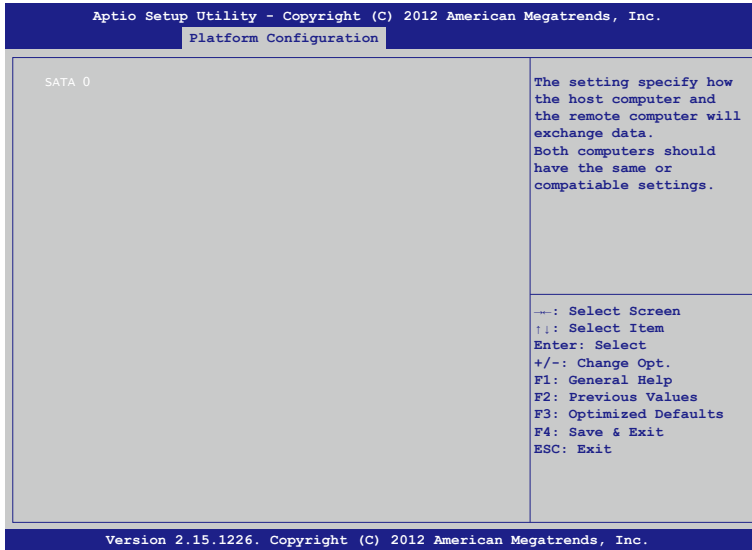 Aptio Setup Utility - Copyright (C) 2012 American Megatrends, Inc.
Platform Configuration
SATA 0
The setting specify how
the host computer and
the remote computer will
exchange data.
Both computers should
have the same or
compatiable settings.
→←: Select Screen
↑↓: Select Item
Enter: Select
+/-: Change Opt.
F1: General Help
F2: Previous Values
F3: Optimized Defaults
F4: Save & Exit
ESC: Exit
Version 2.15.1226. Copyright (C) 2012 American Megatrends, Inc.